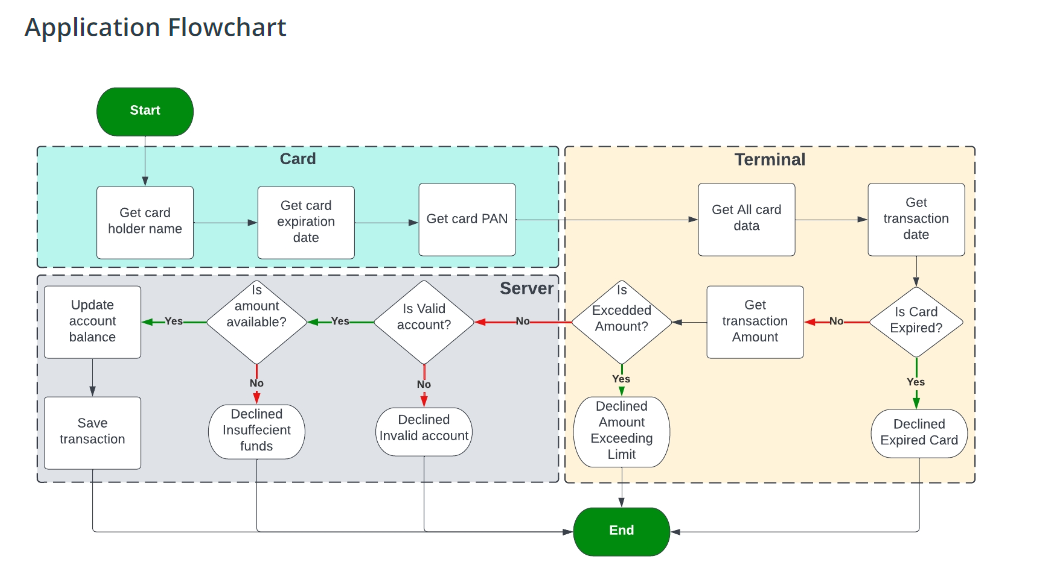 Application Flowchart
Start
Card
Get card
holder name
Get card
expiration
date
Get card PAN
Terminal
Get All card
data
Get
transaction
date
Server
Update
account
balance
Yes
Is
amount
available?
Yes
Is Valid
account?
No
Is
Excedded
Amount?
Get
transaction
Amount
No
Is Card
Expired?
No
No
Yes
Yes
Save
transaction
Declined
Insuffecient
funds
Declined
Invalid account
Declined
Amount
Exceeding
Limit
Declined
Expired Card
End